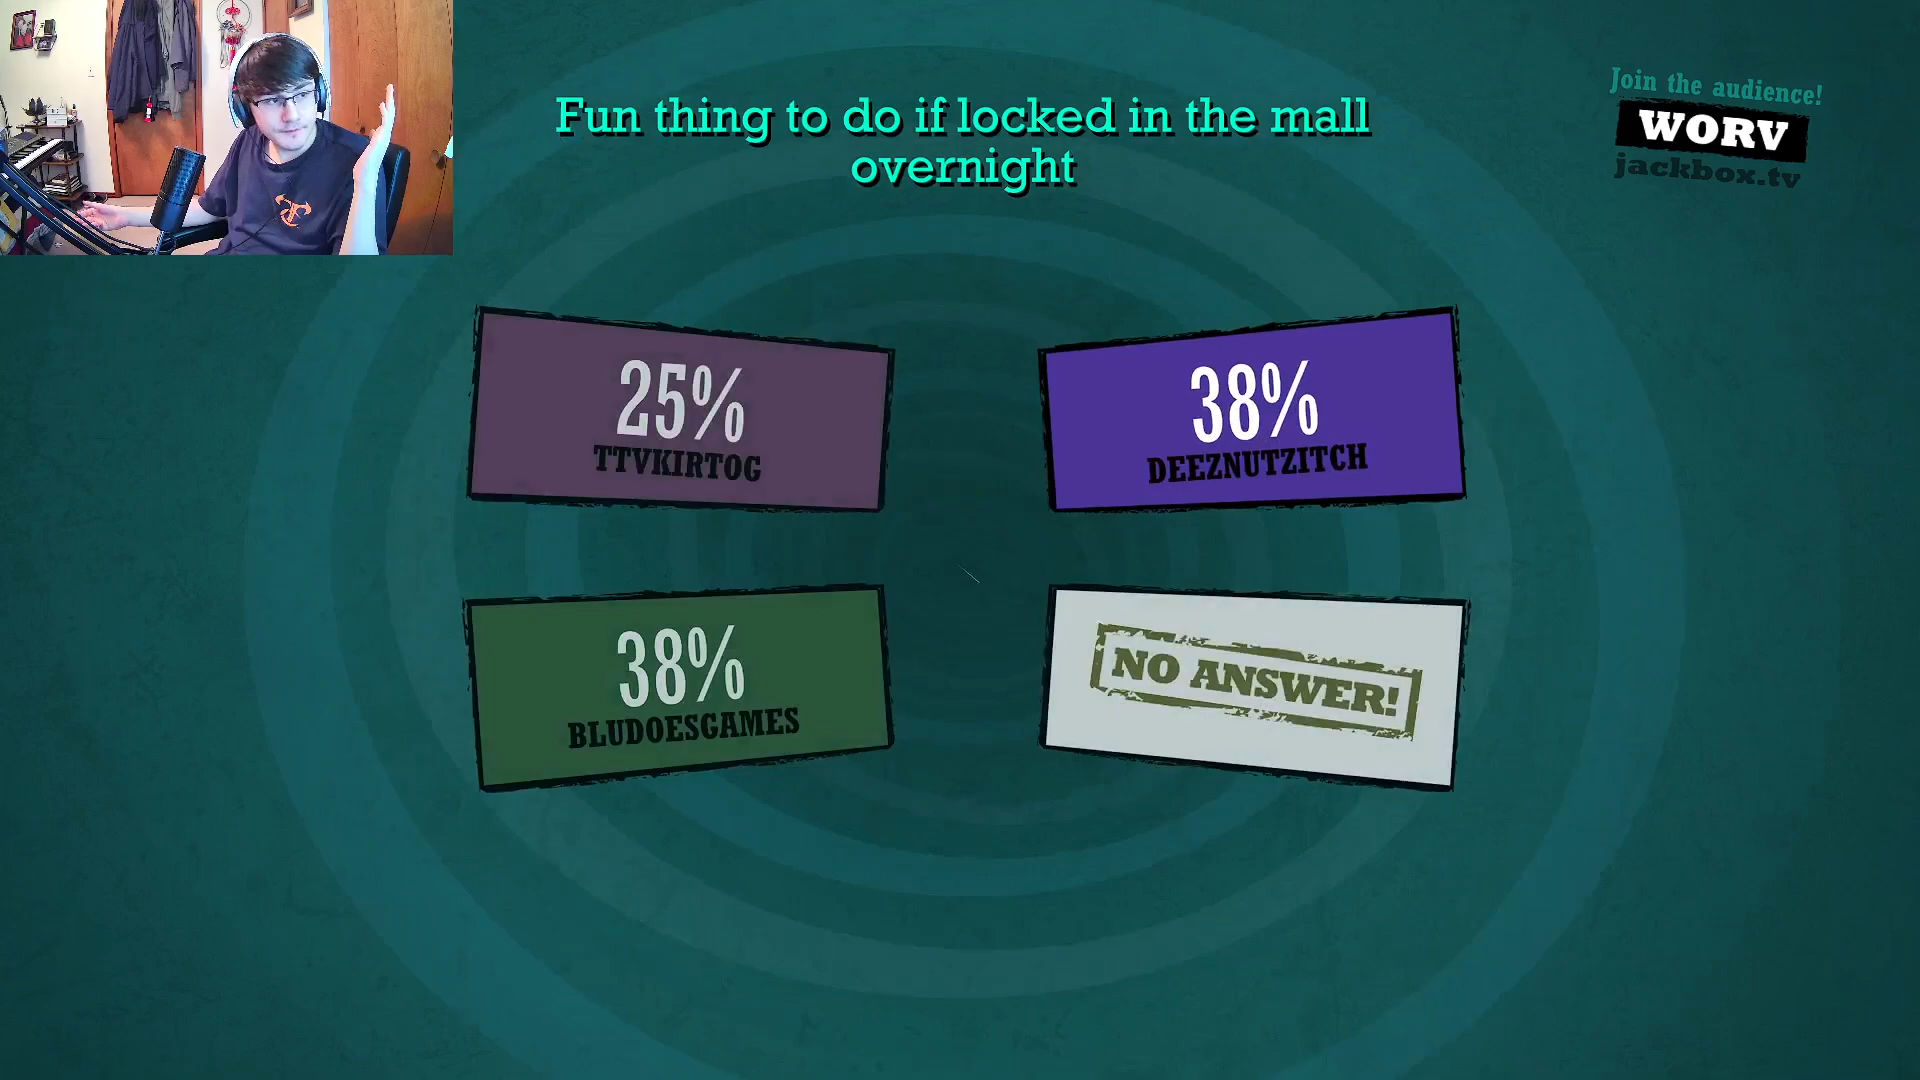 Fun thing to do if locked in the mall
overnight
Join the audience!
WORV
jackbox.tv
25%
TTVKIRTOG
38%
DEEZNUTZITCH
38%
BLUDOESGAMES
NO ANSWER!